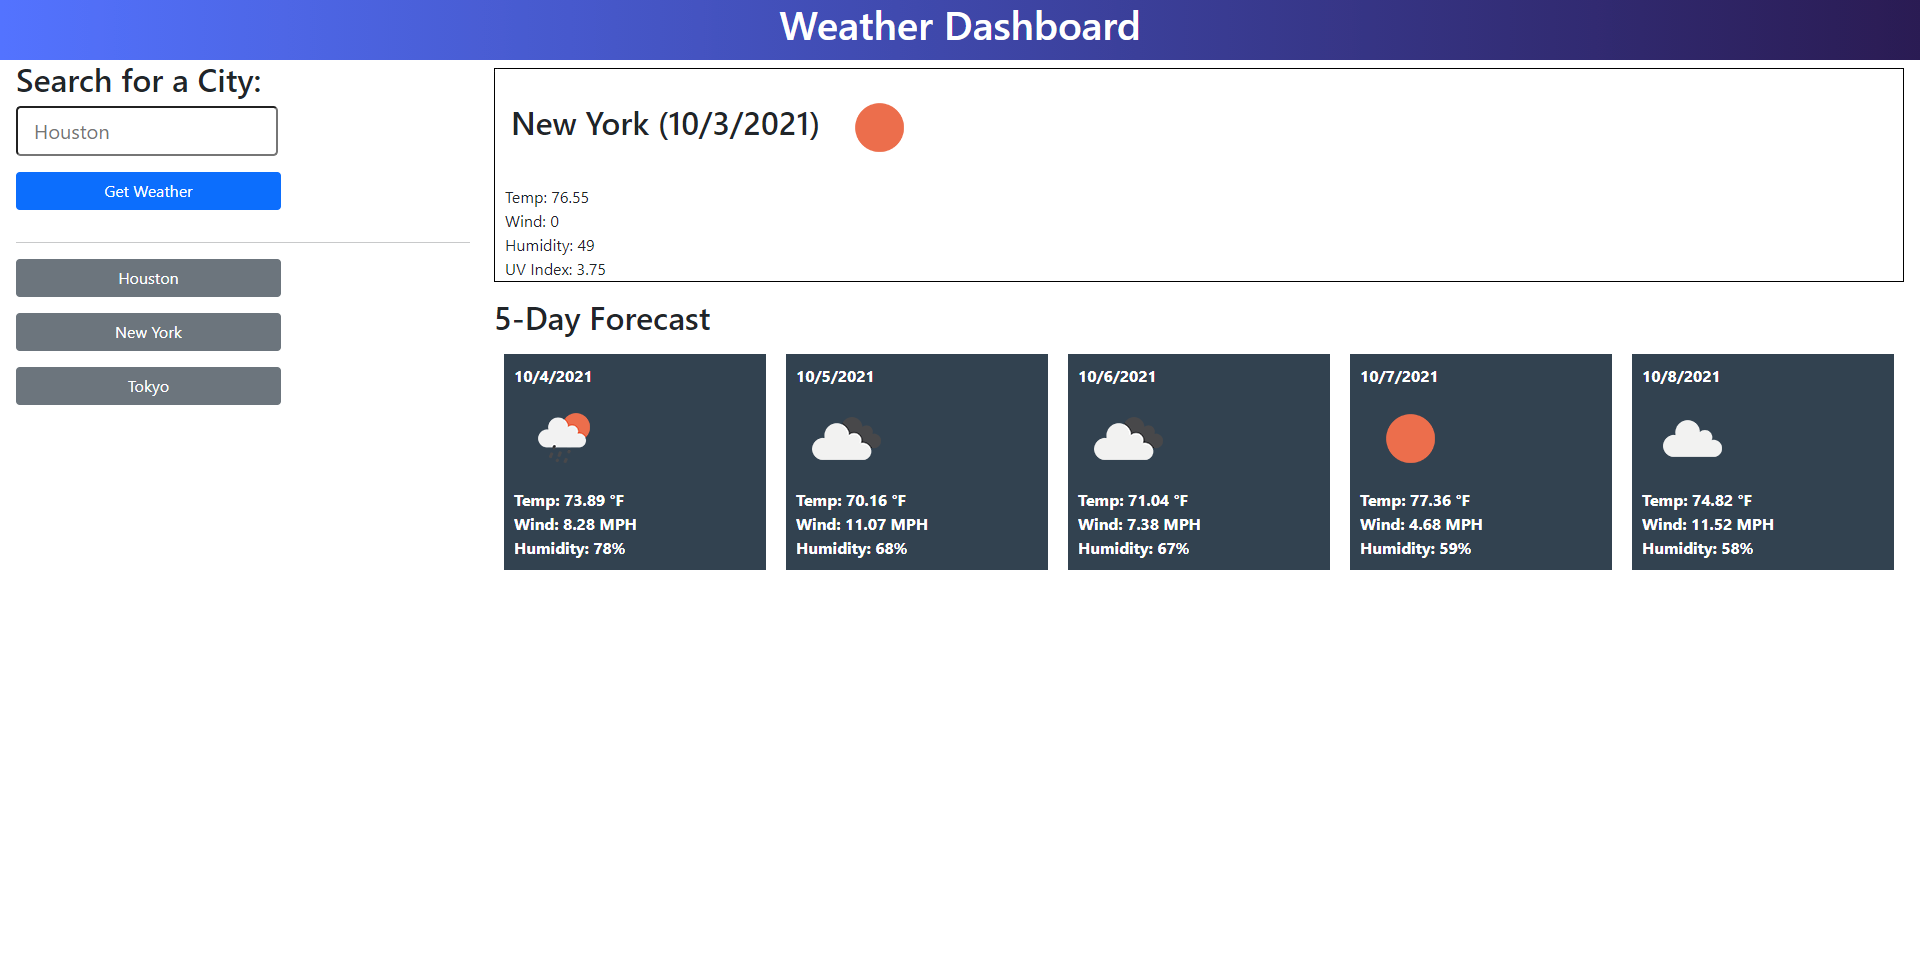 Weather Dashboard
Search for a City:
Houston
Get Weather
Houston
New York
Tokyo
New York (10/3/2021)
Temp: 76.55
Wind: 0
Humidity: 49
UV Index: 3.75
5-Day Forecast
10/4/2021
Temp: 73.89 °F
Wind: 8.28 MPH
Humidity: 78%
10/5/2021
Temp: 70.16 °F
Wind: 11.07 MPH
Humidity: 68%
10/6/2021
Temp: 71.04 °F
Wind: 7.38 MPH
Humidity: 67%
10/7/2021
Temp: 77.36 °F
Wind: 4.68 MPH
Humidity: 59%
10/8/2021
Temp: 74.82 °F
Wind: 11.52 MPH
Humidity: 58%